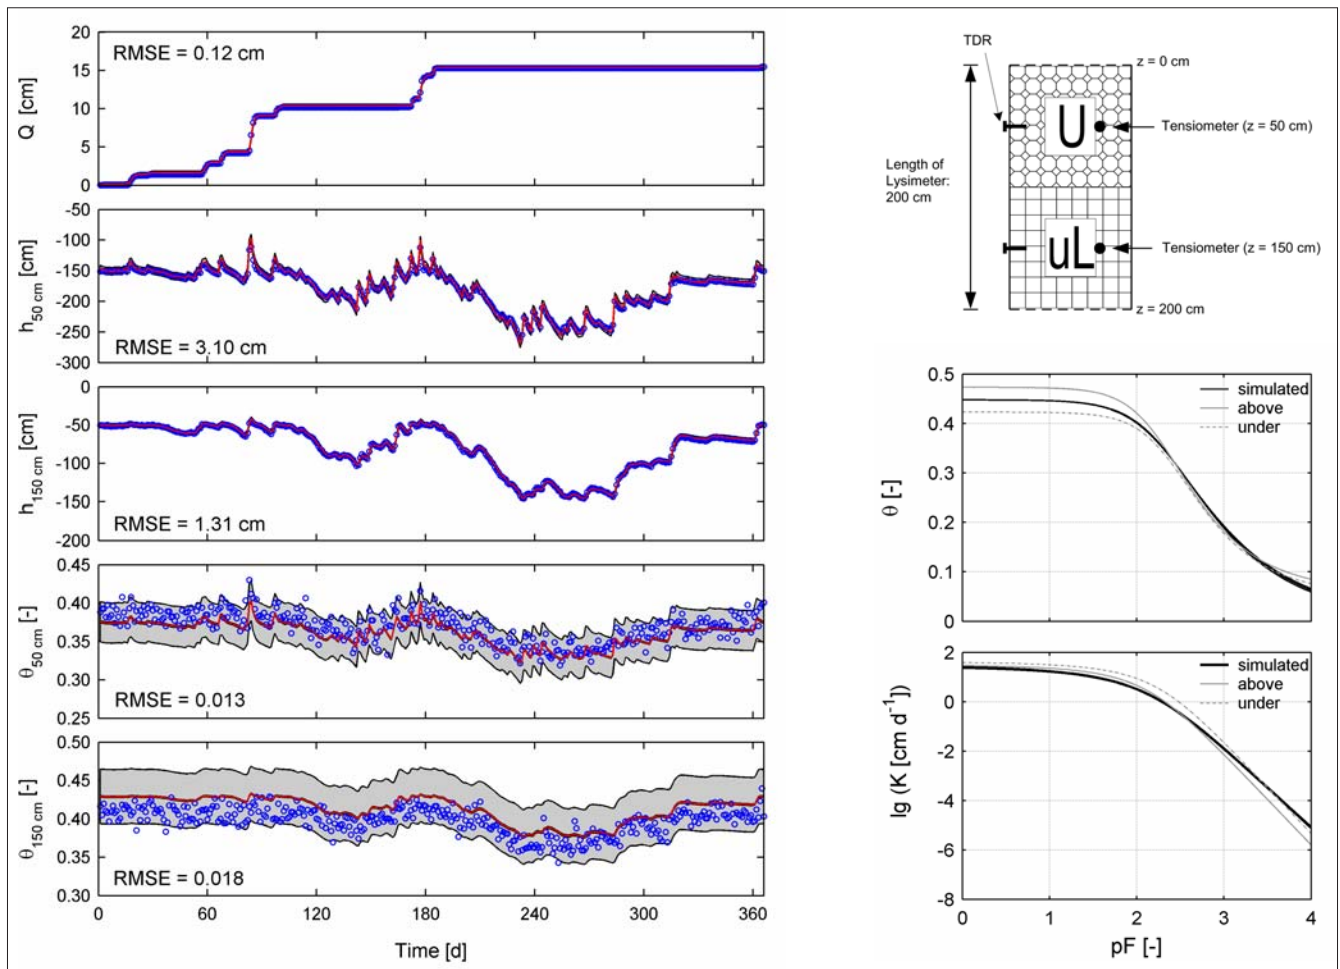 20
15
10
5
0
Q [cm]
RMSE = 0.12 cm
-50
-100
-150
-200
-250
-300
h50 cm [cm]
RMSE = 3.10 cm
0
-50
-100
-150
-200
h150 cm [cm]
RMSE = 1.31 cm
0.45
0.40
0.35
0.30
0.25
θ50 cm [-]
RMSE = 0.013
0.50
0.45
0.40
0.35
0.30
θ150 cm [-]
RMSE = 0.018
0 60 120 180 240 300 360
Time [d]
TDR
z = 0 cm
U
Tensiometer (z = 50 cm)
Length of
Lysimeter:
200 cm
uL
Tensiometer (z = 150 cm)
z = 200 cm
0.5
0.4
0.3
0.2
0.1
0
θ [-]
simulated
above
under
2
0
-2
-4
-6
-8
lg (K [cm d-1])
simulated
above
under
0 1 2 3 4
pF [-]